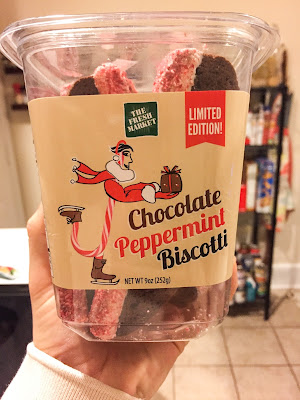 THE
FRESH
MARKET
LIMITED
EDITION!
Chocolate
Peppermint
Biscotti
NET WT 9oz (252g)